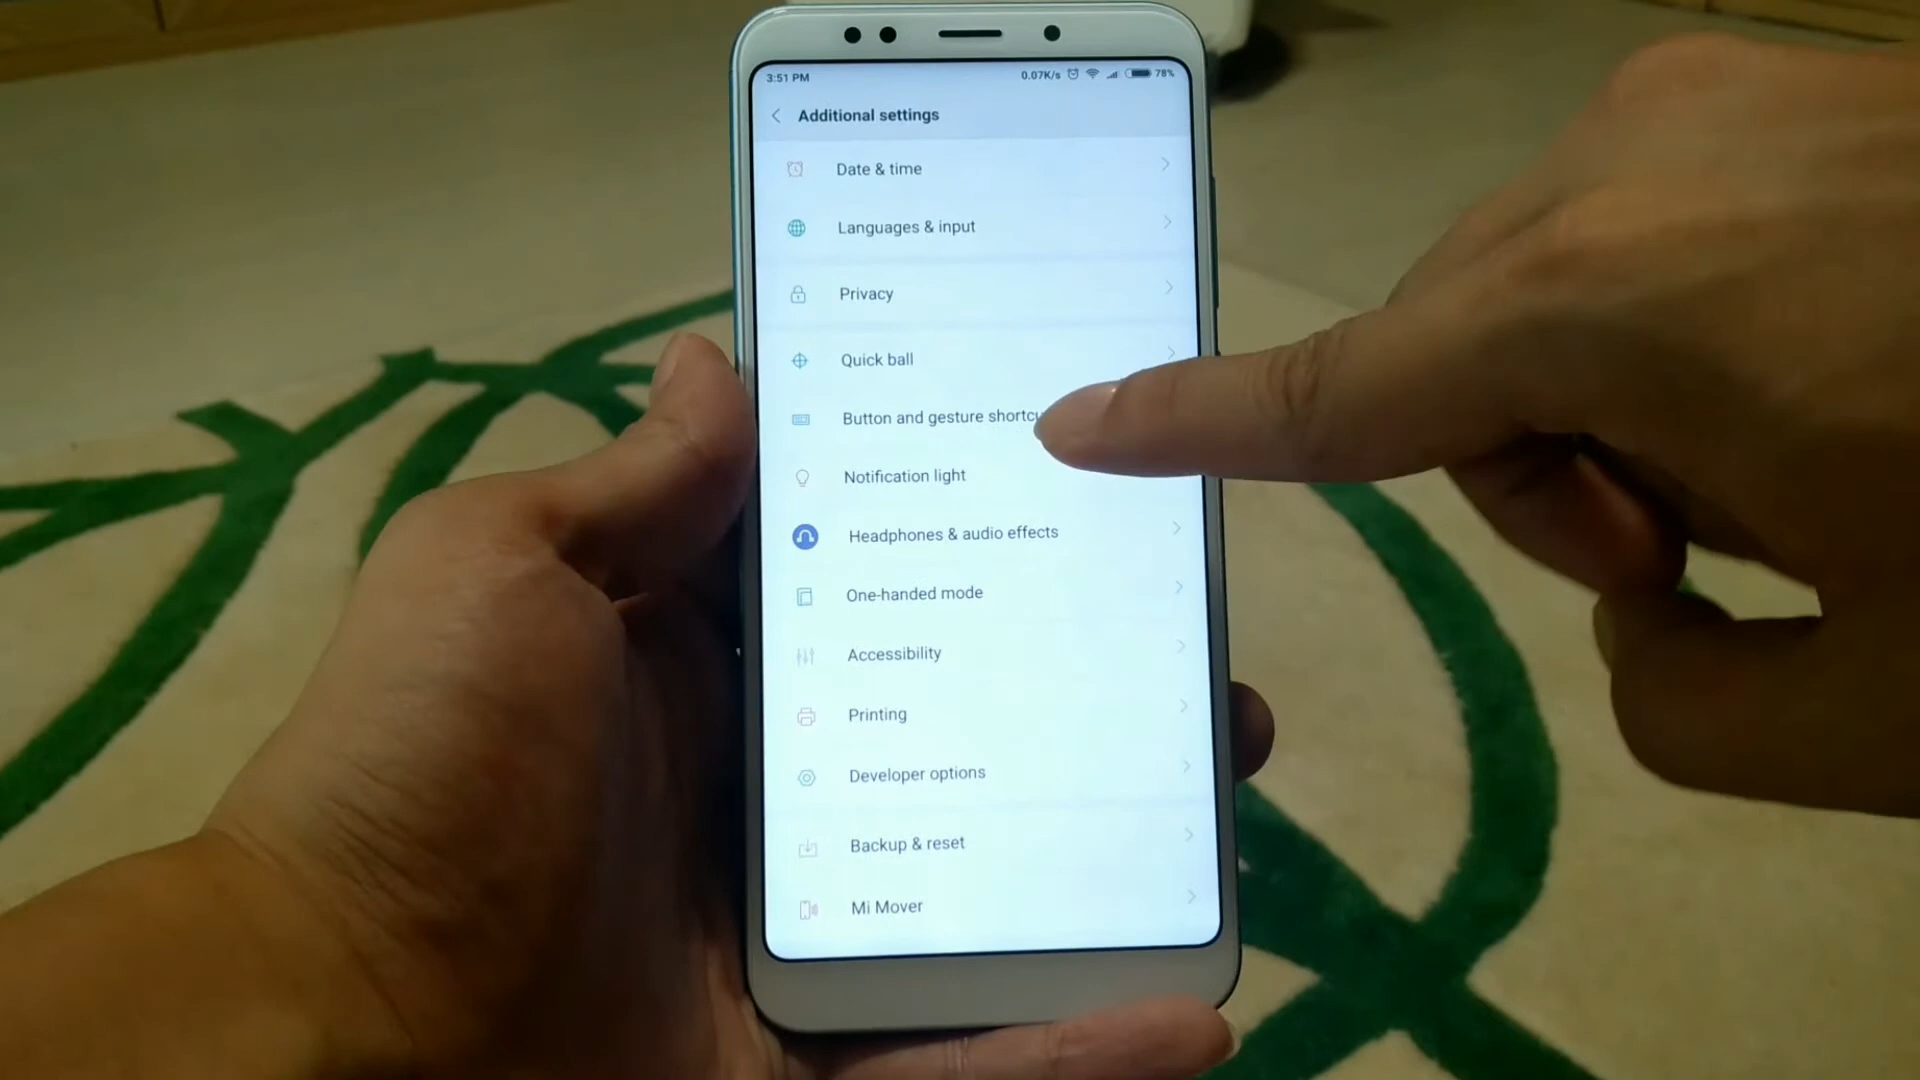 3:51 PM
0.07K/s
78%
Additional settings
Date & time
Languages & input
Privacy
Quick ball
Button and gesture shortcu
Notification light
Headphones & audio effects
One-handed mode
Accessibility
Printing
Developer options
Backup & reset
Mi Mover